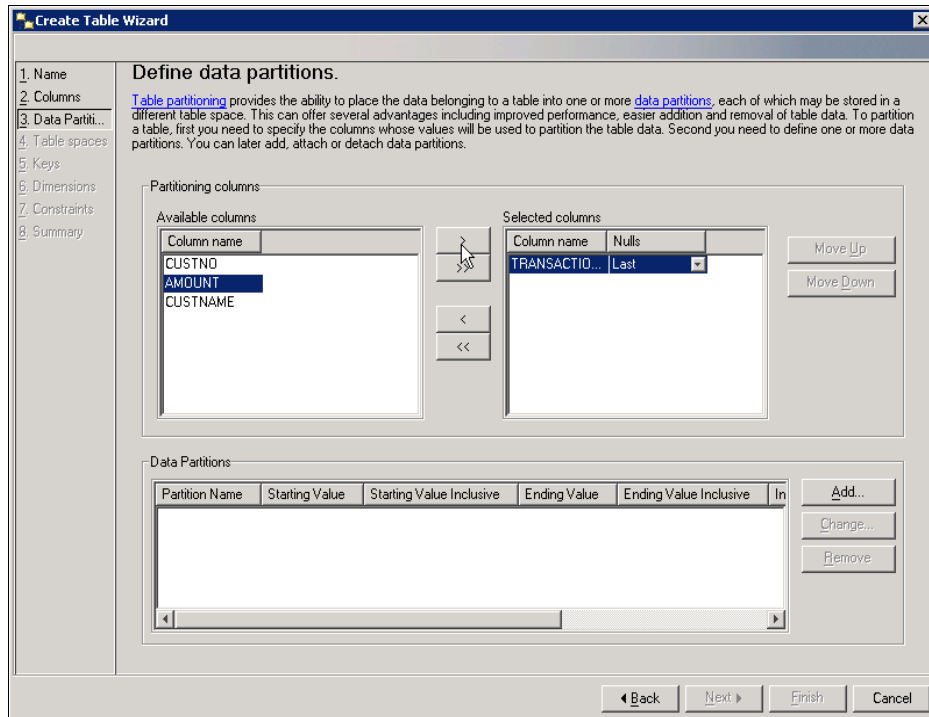 Create Table Wizard
1. Name
2. Columns
3. Data Partiti...
4. Table spaces
5. Keys
6. Dimensions
7. Constraints
8. Summary
Define data partitions.
Table partitioning provides the ability to place the data belonging to a table into one or more data partitions, each of which may be stored in a
different table space. This can offer several advantages including improved performance, easier addition and removal of table data. To partition
a table, first you need to specify the columns whose values will be used to partition the table data. Second you need to define one or more data
partitions. You can later add, attach or detach data partitions.
Partitioning columns
Available columns
Column name
CUSTNO
AMOUNT
CUSTNAME
>
>>
<
<<
Selected columns
Column name Nulls
TRANSACTIO... Last
Move Up
Move Down
Data Partitions
Partition Name Starting Value Starting Value Inclusive Ending Value Ending Value Inclusive In
Add...
Change...
Remove
Back Next Finish Cancel